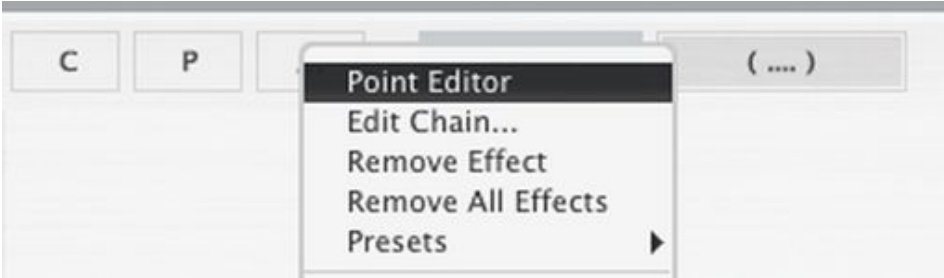 C P ( .... )
Point Editor
Edit Chain...
Remove Effect
Remove All Effects
Presets